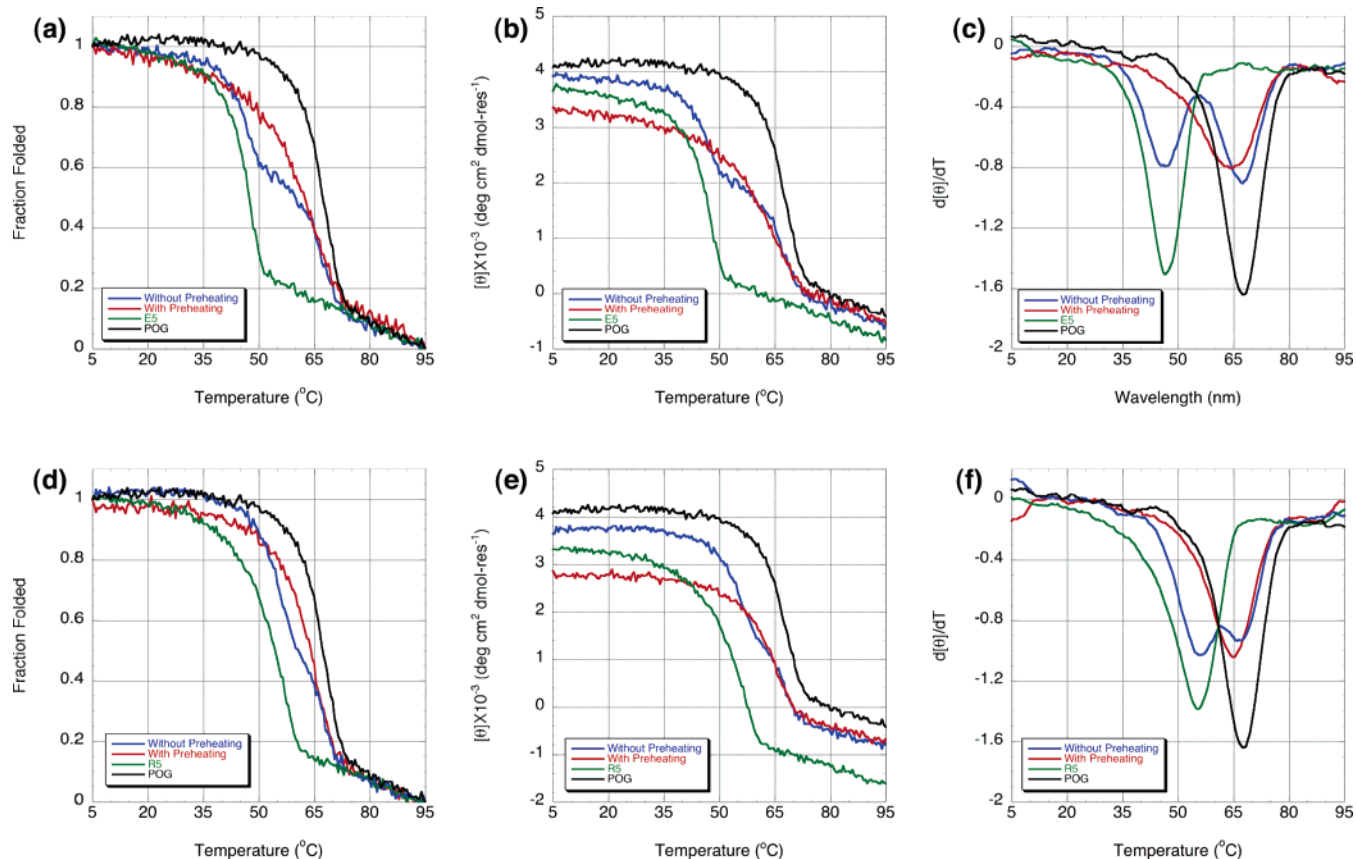 (a)
Fraction Folded
1
0.8
0.6
0.4
0.2
0
Without Preheating
With Preheating
E5
POG
5 20 35 50 65 80 95
Temperature (°C)
(b)
[θ]X10⁻³ (deg cm² dmol-res⁻¹)
5
4
3
2
1
0
-1
Without Preheating
With Preheating
E5
POG
5 20 35 50 65 80 95
Temperature (°C)
(c)
d[θ]/dT
0
-0.4
-0.8
-1.2
-1.6
-2
Without Preheating
With Preheating
E5
POG
5 20 35 50 65 80 95
Wavelength (nm)
(d)
Fraction Folded
1
0.8
0.6
0.4
0.2
0
Without Preheating
With Preheating
R5
POG
5 20 35 50 65 80 95
Temperature (°C)
(e)
[θ]X10⁻³ (deg cm² dmol-res⁻¹)
5
4
3
2
1
0
-1
-2
Without Preheating
With Preheating
R5
POG
5 20 35 50 65 80 95
Temperature (°C)
(f)
d[θ]/dT
0
-0.4
-0.8
-1.2
-1.6
-2
Without Preheating
With Preheating
R5
POG
5 20 35 50 65 80 95
Temperature (°C)